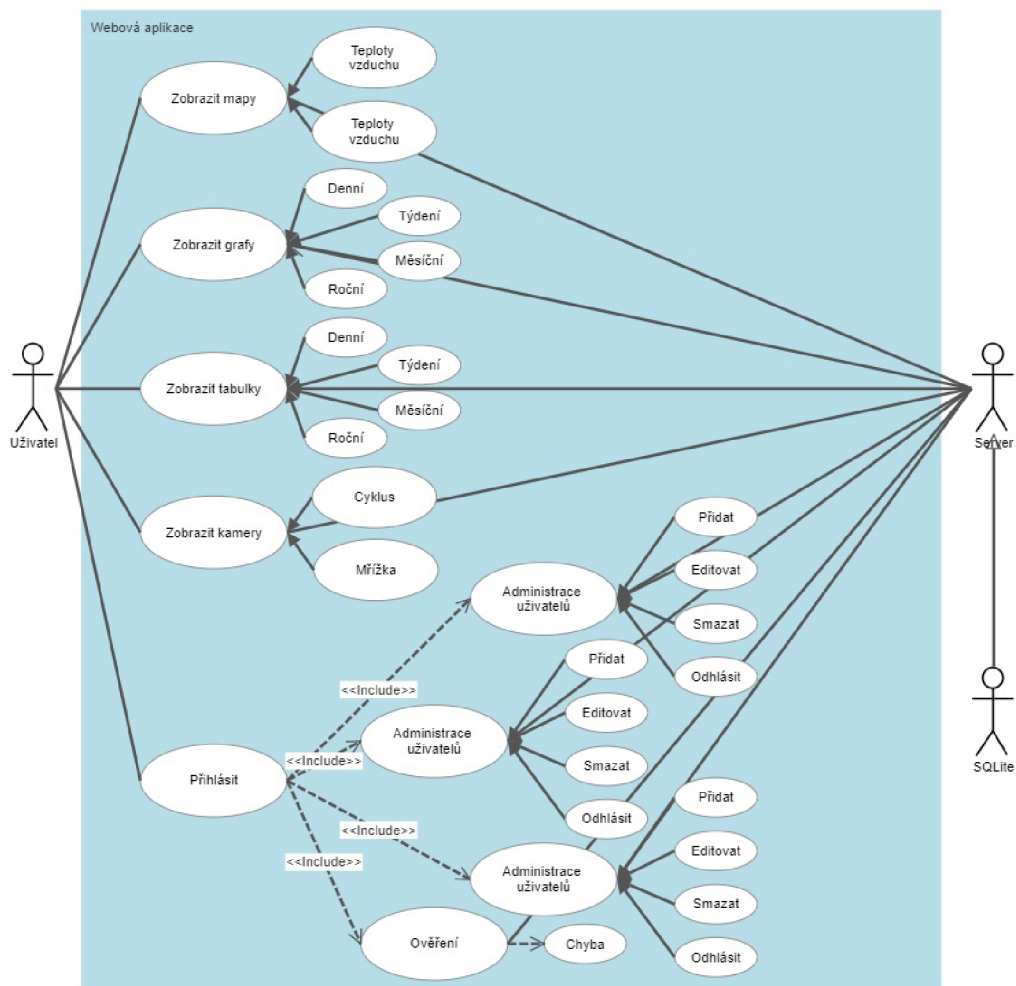 Webová aplikace
Teploty
vzduchu
Zobrazit mapy
Teploty
vzduchu
Denní
Týdení
Zobrazit grafy
Měsíční
Roční
Denní
Týdení
Zobrazit tabulky
Měsíční
Roční
Uživatel
Server
Cyklus
Zobrazit kamery
Mřížka
Přidat
Editovat
Administrace
uživatelů
Smazat
Odhlásit
Přidat
<<Include>>
Editovat
Administrace
uživatelů
<<Include>>
Smazat
Odhlásit
Přihlásit
SQLite
Přidat
<<Include>>
Editovat
<<Include>>
Administrace
uživatelů
Smazat
Ověření
Chyba
Odhlásit